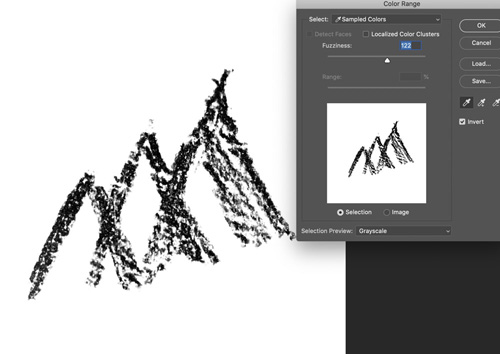 Color Range
Select: Sampled Colors
OK
Detect Faces
Localized Color Clusters
Fuzziness: 122
Cancel
Load...
Range: %
Save...
Invert
Selection
Image
Selection Preview: Grayscale